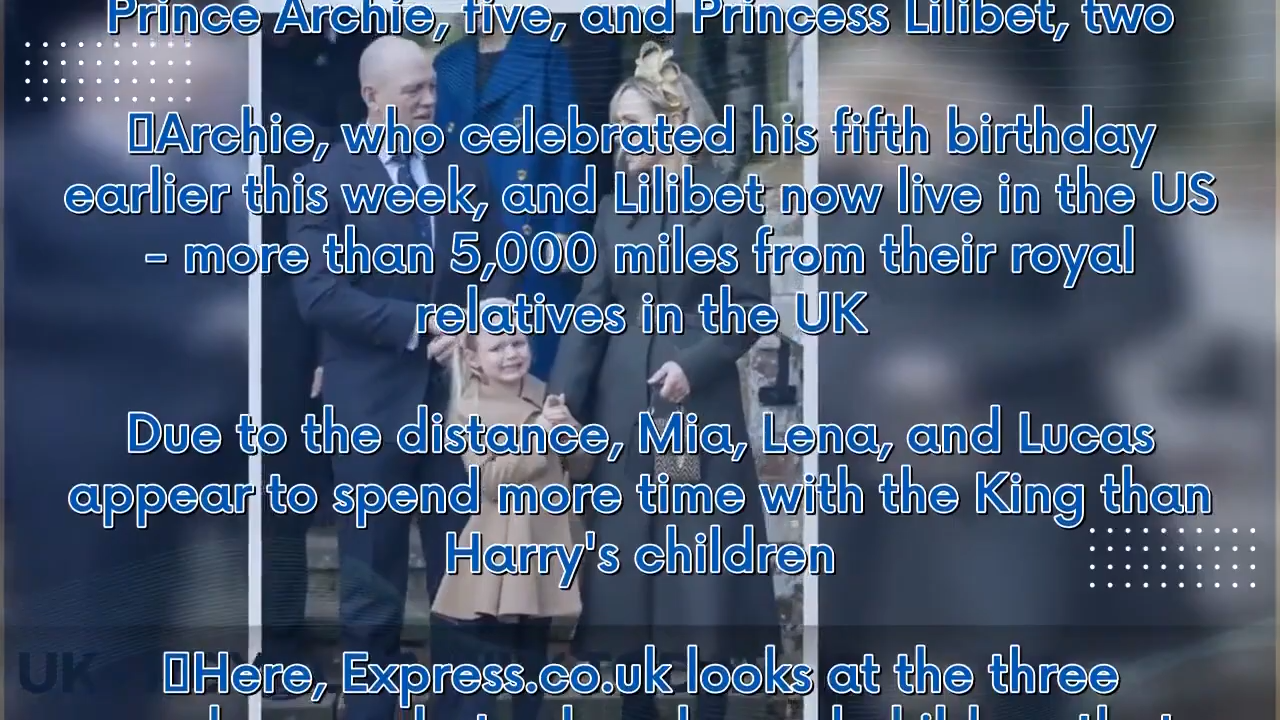 Prince Archie, five, and Princess Lilibet, two
Archie, who celebrated his fifth birthday
earlier this week, and Lilibet now live in the US
- more than 5,000 miles from their royal
relatives in the UK
Due to the distance, Mia, Lena, and Lucas
appear to spend more time with the King than
Harry's children
Here, Express.co.uk looks at the three
UK